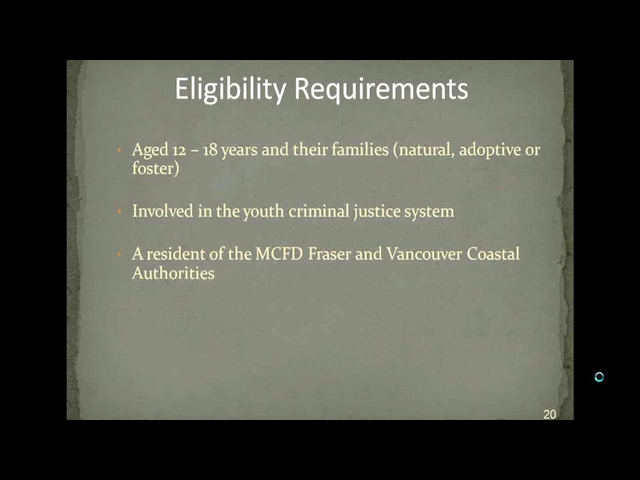 Eligibility Requirements
• Aged 12 – 18 years and their families (natural, adoptive or
foster)
• Involved in the youth criminal justice system
• A resident of the MCFD Fraser and Vancouver Coastal
Authorities
20